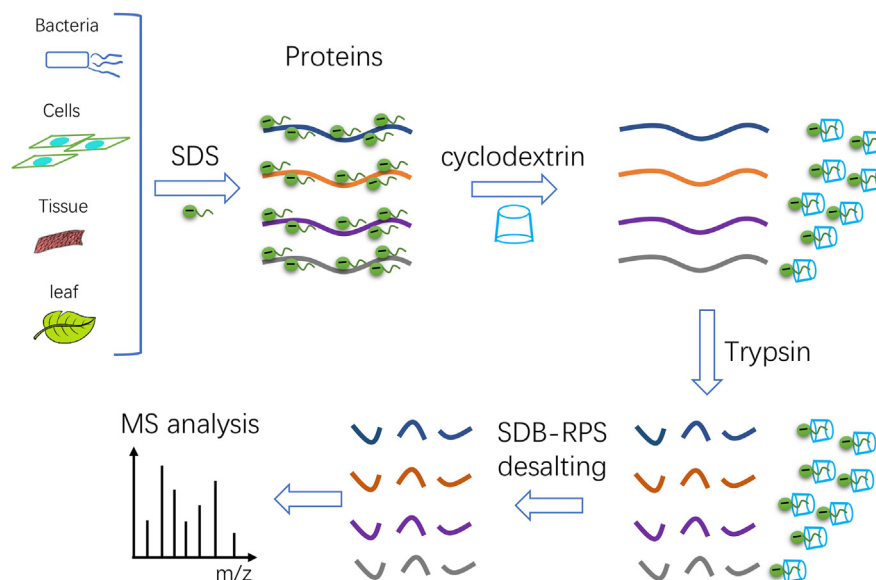 Bacteria
Cells
Tissue
leaf
SDS
Proteins
cyclodextrin
Trypsin
SDB-RPS
desalting
MS analysis
m/z